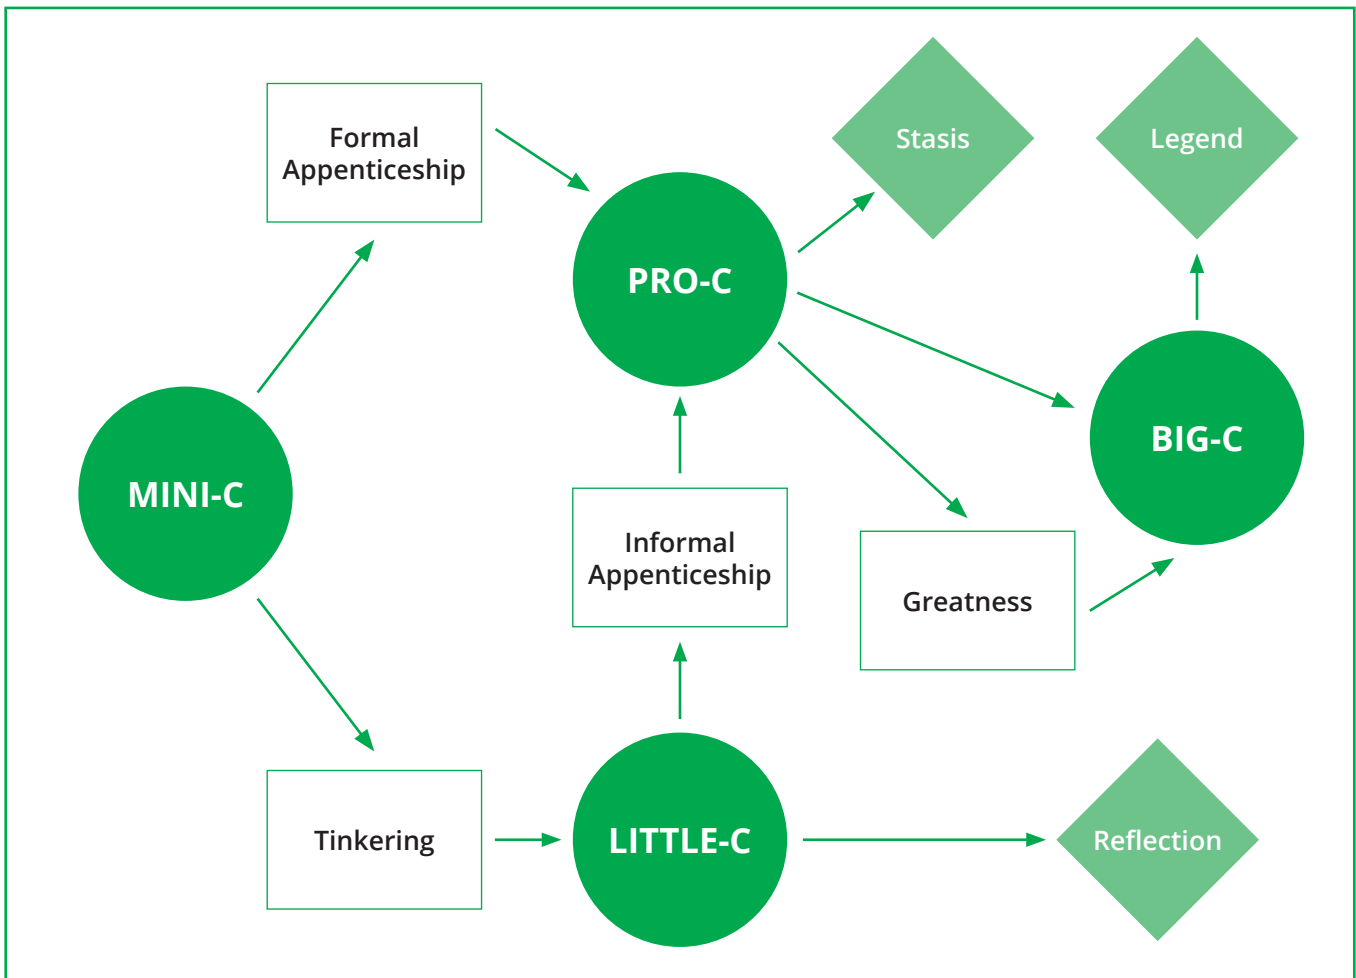 Formal
Appenticeship
Stasis
Legend
PRO-C
BIG-C
MINI-C
Informal
Appenticeship
Greatness
Tinkering
LITTLE-C
Reflection